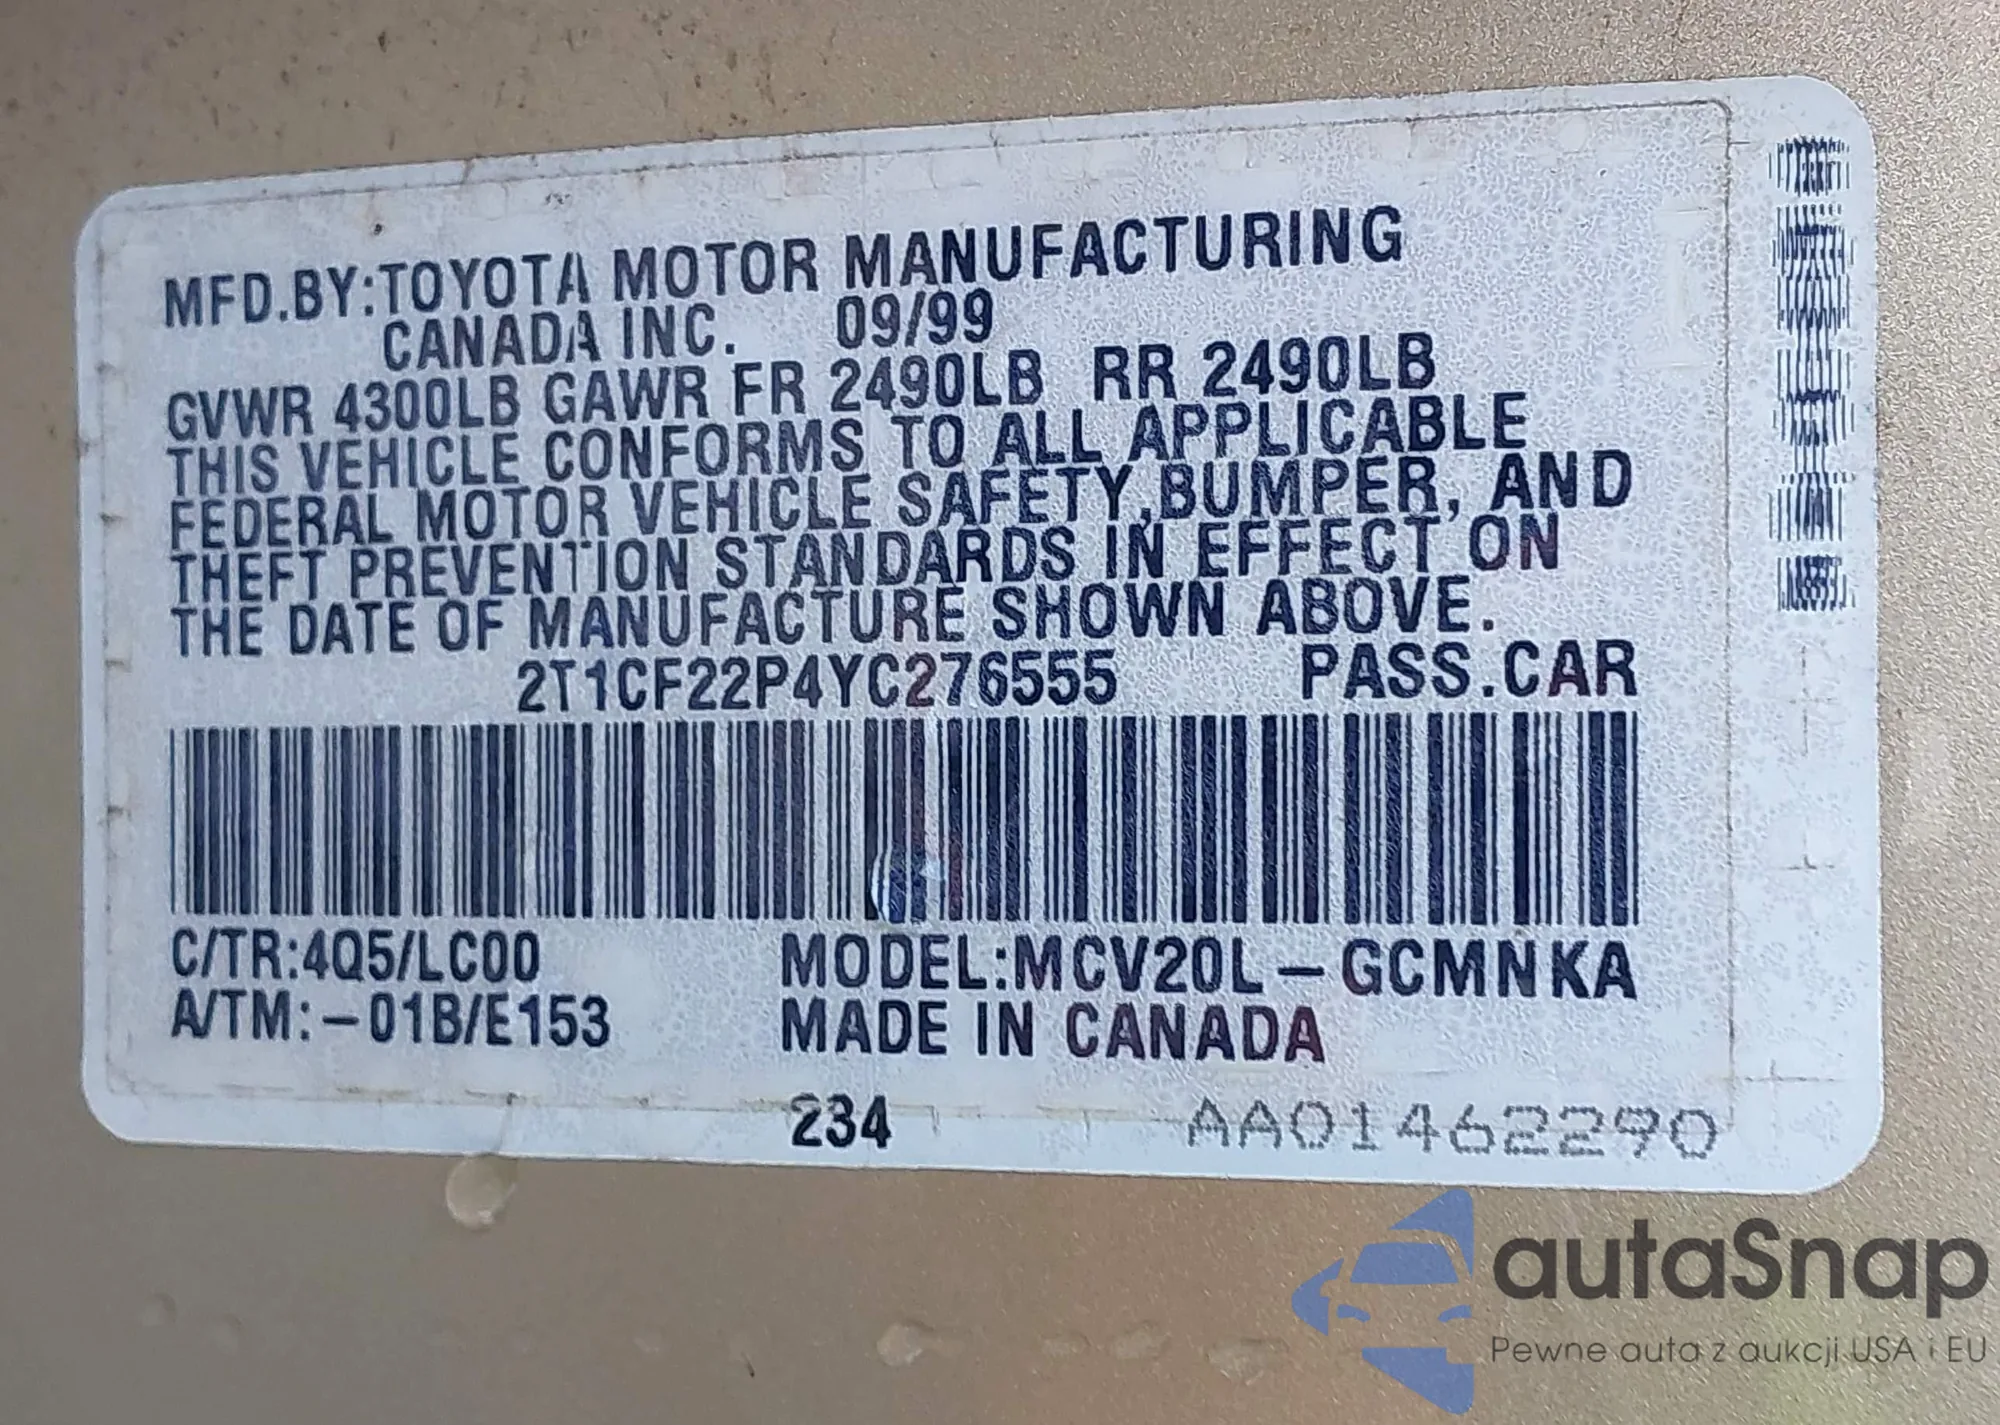 MFD.BY:TOYOTA MOTOR MANUFACTURING
CANADA INC. 09/99
GVWR 4300LB GAWR FR 2490LB RR 2490LB
THIS VEHICLE CONFORMS TO ALL APPLICABLE
FEDERAL MOTOR VEHICLE SAFETY,BUMPER, AND
THEFT PREVENTION STANDARDS IN EFFECT ON
THE DATE OF MANUFACTURE SHOWN ABOVE.
2T1CF22P4YC276555 PASS.CAR
C/TR:4Q5/LC00 MODEL:MCV20L-GCMNKA
A/TM:-01B/E153 MADE IN CANADA
234 AA01462290
autaSnap
Pewne auta z aukcji USA i EU